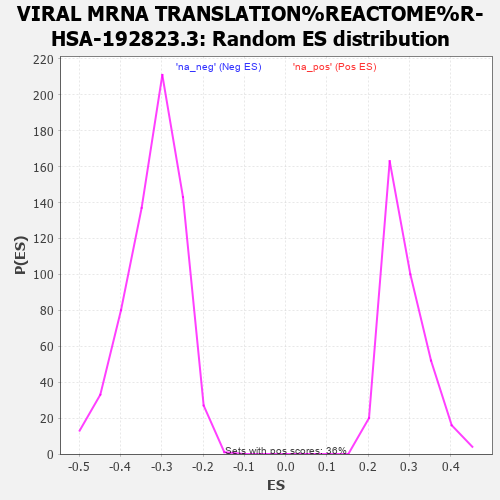 VIRAL MRNA TRANSLATION%REACTOME%R-
HSA-192823.3: Random ES distribution
'na_neg' (Neg ES) 'na_pos' (Pos ES)
220
200
180
160
140
120
100
80
60
40
20
0
P(ES)
Sets with pos scores: 36%
-0.5 -0.4 -0.3 -0.2 -0.1 0.0 0.1 0.2 0.3 0.4
ES